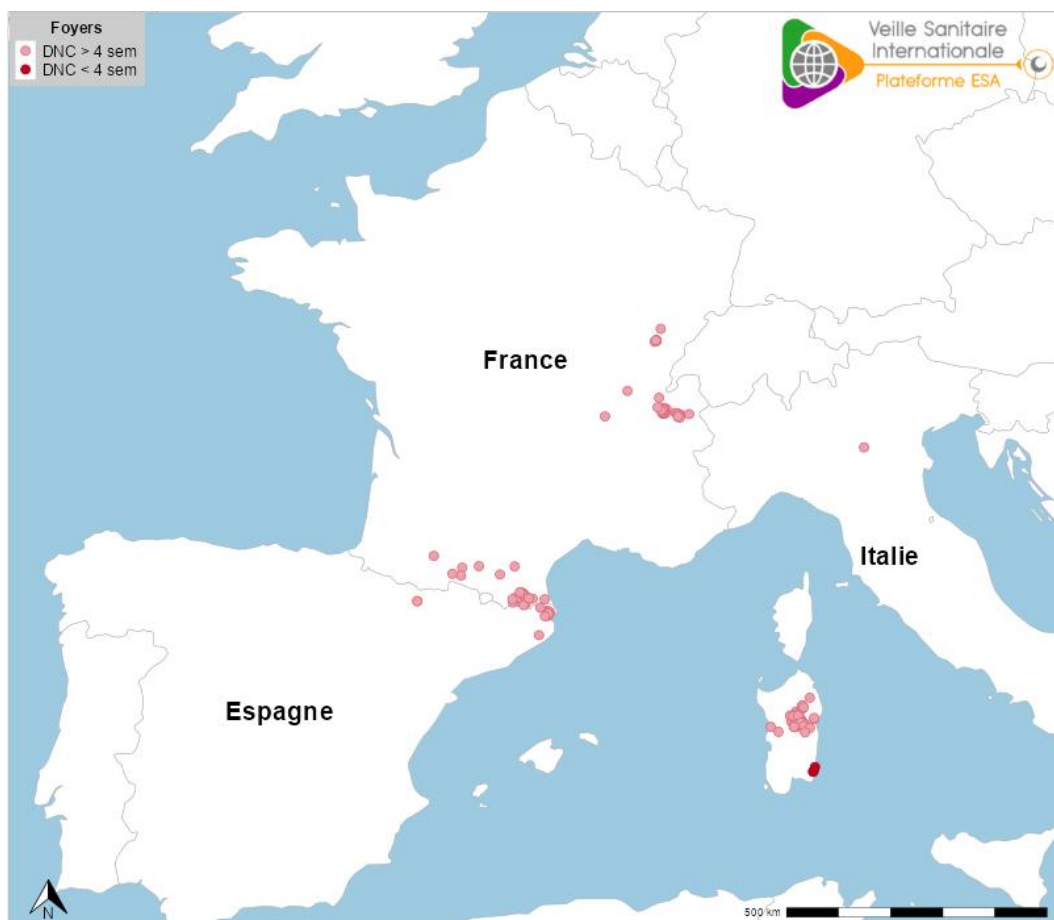 Foyers
DNC > 4 sem
DNC < 4 sem
Veille Sanitaire
Internationale
Plateforme ESA
France
Italie
Espagne
N
500 km